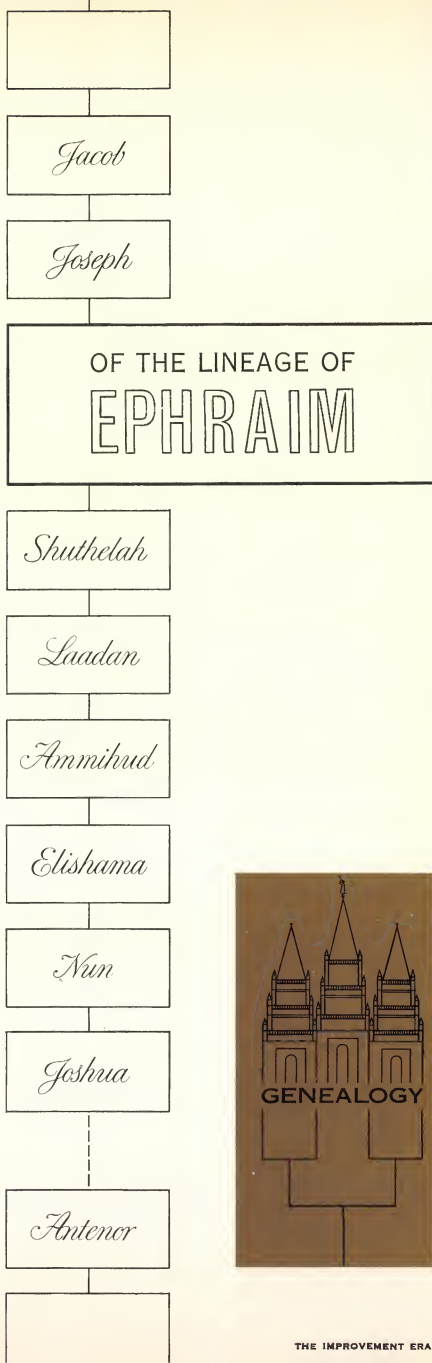 Jacob
Joseph
OF THE LINEAGE OF
EPHRAIM
Shuthelah
Laadan
Ammihud
Elishama
Nun
Joshua
Antenor
GENEALOGY
THE IMPROVEMENT ERA